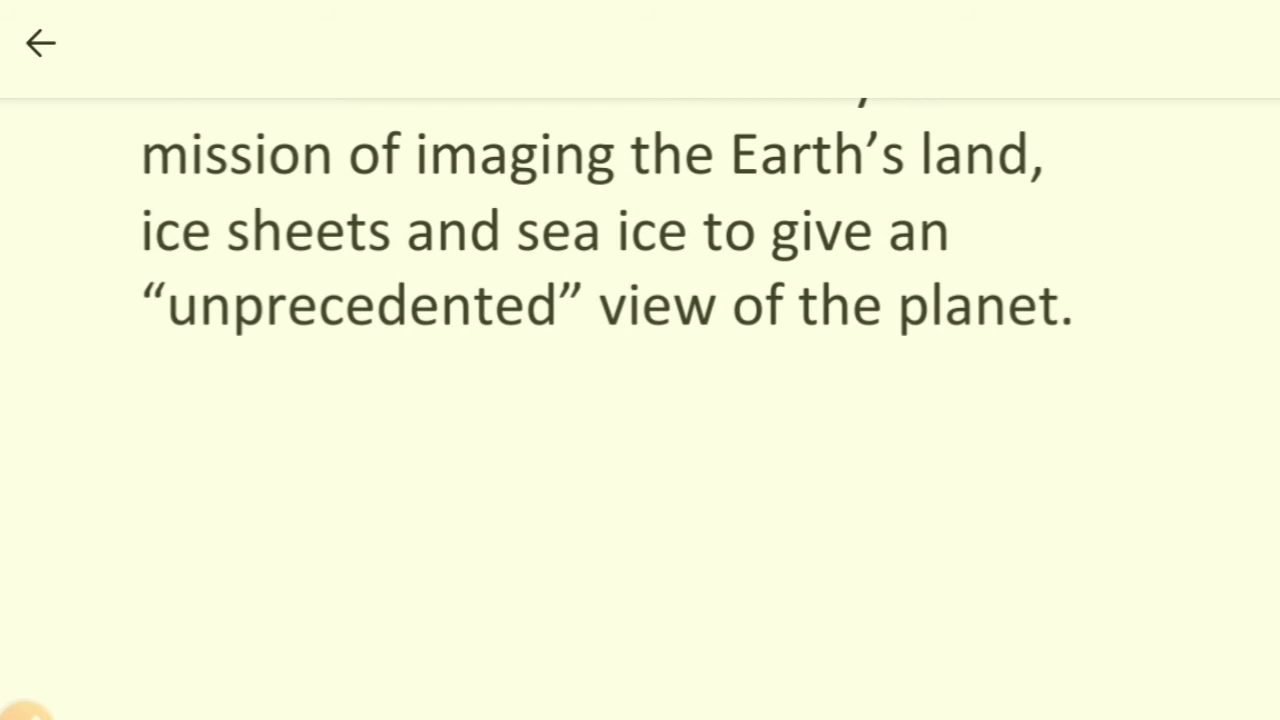 mission of imaging the Earth’s land,
ice sheets and sea ice to give an
“unprecedented” view of the planet.